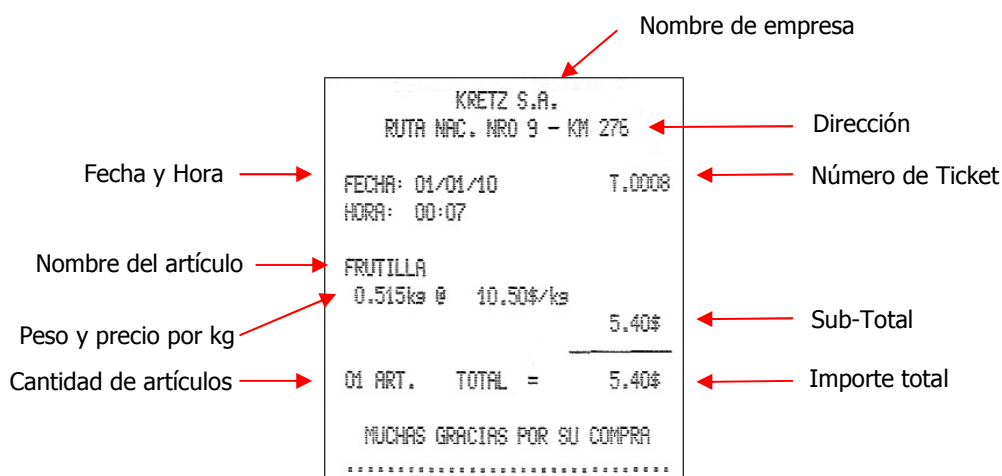 Nombre de empresa
KRETZ S.A.
RUTA NAC. NRO 9 - KM 276
Dirección
Fecha y Hora
FECHA: 01/01/10 T.0008
Número de Ticket
HORA: 00:07
Nombre del artículo
FRUTILLA
0.515kg @ 10.50$/kg
Peso y precio por kg
5.40$
Sub-Total
Cantidad de artículos
01 ART. TOTAL = 5.40$
Importe total
MUCHAS GRACIAS POR SU COMPRA